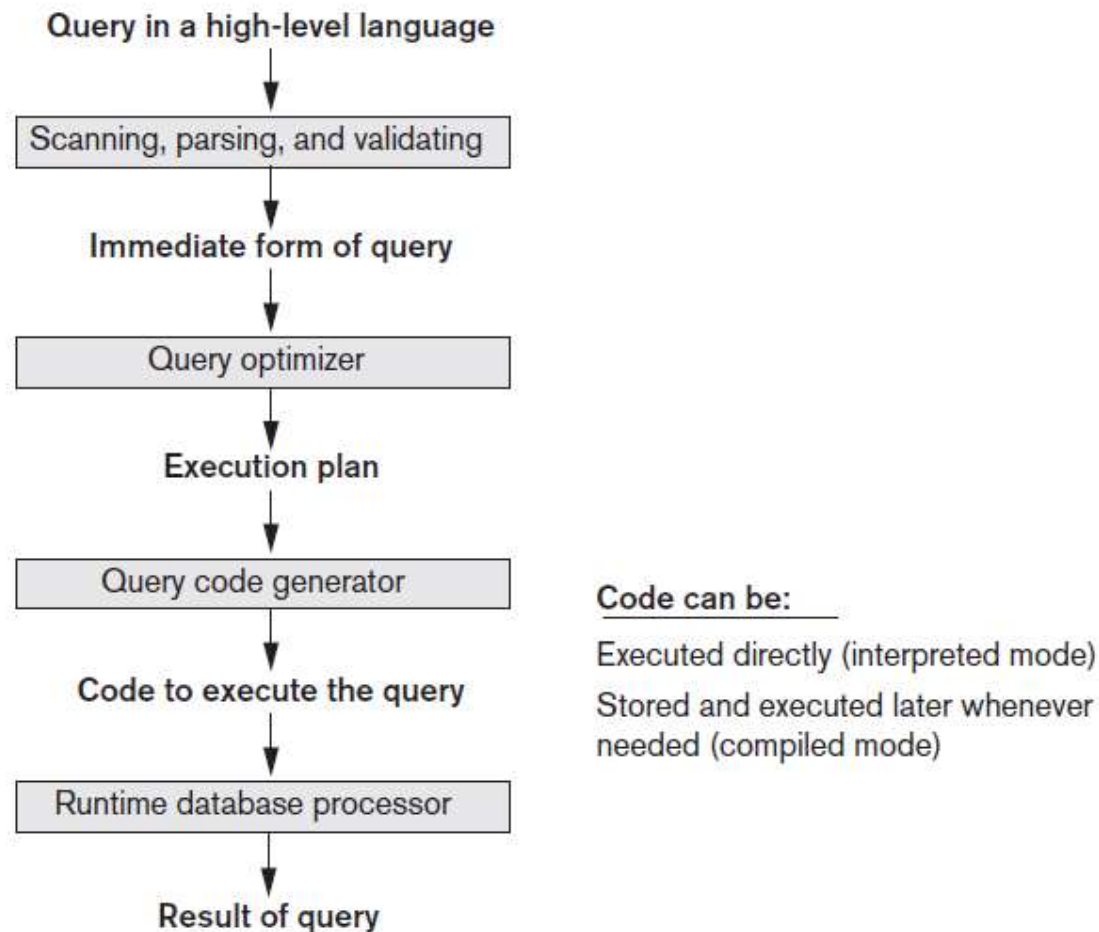 Query in a high-level language
Scanning, parsing, and validating
Immediate form of query
Query optimizer
Execution plan
Query code generator
Code can be:
Executed directly (interpreted mode)
Code to execute the query
Stored and executed later whenever
needed (compiled mode)
Runtime database processor
Result of query